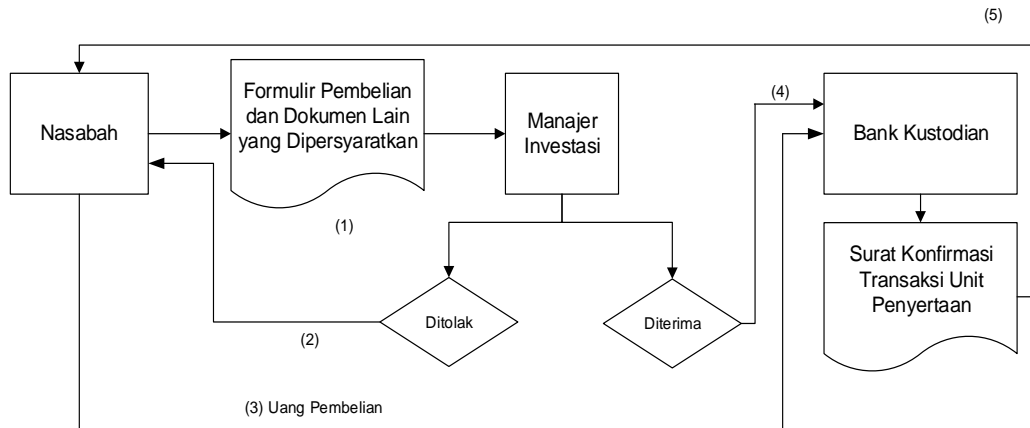 (5)
Nasabah
Formulir Pembelian
dan Dokumen Lain
yang Dipersyaratkan
(1)
Manajer
Investasi
(4)
Bank Kustodian
Surat Konfirmasi
Transaksi Unit
Penyertaan
Ditolak
(2)
Diterima
(3) Uang Pembelian